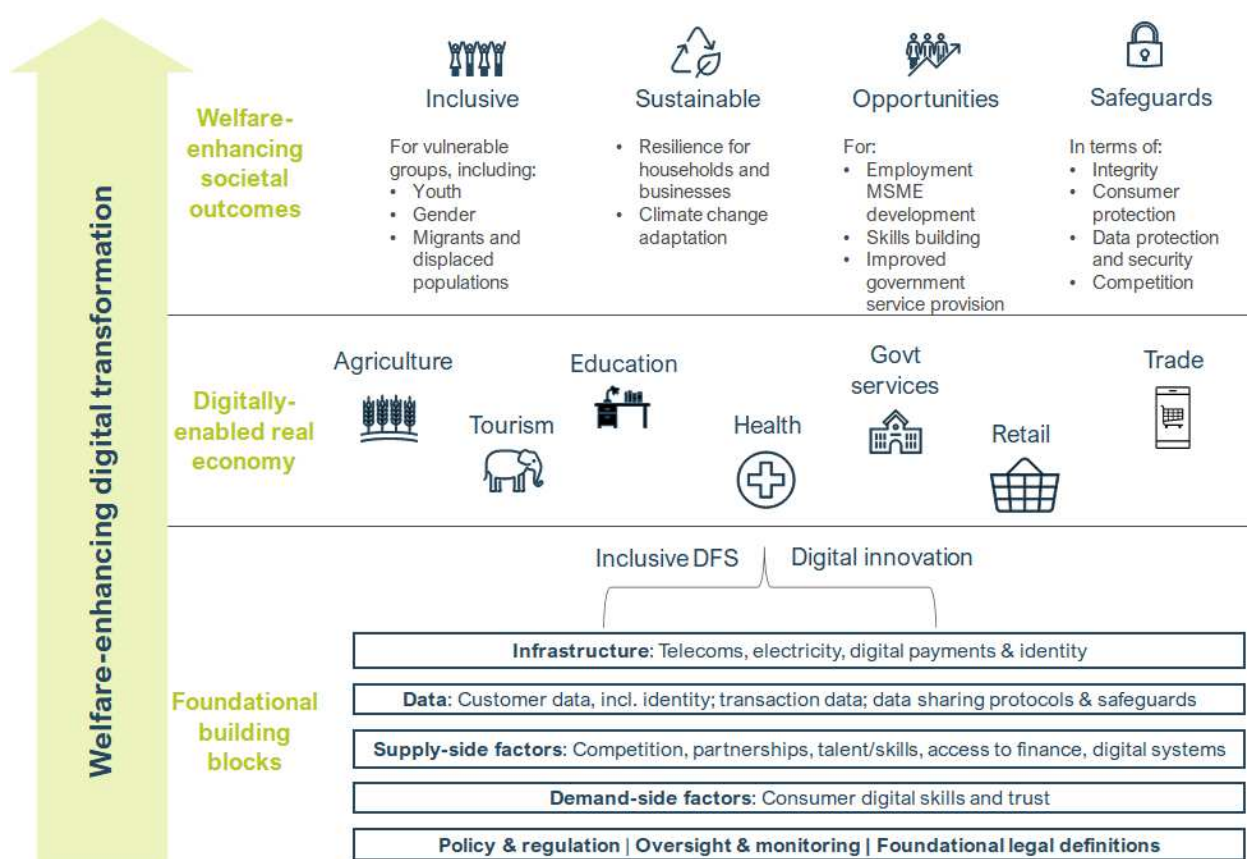 Welfare-enhancing digital transformation
Welfare-
enhancing
societal
outcomes
Inclusive
For vulnerable
groups, including:
• Youth
• Gender
• Migrants and
displaced
populations
Sustainable
• Resilience for
households and
businesses
• Climate change
adaptation
Opportunities
For:
• Employment
MSME
development
• Skills building
• Improved
government
service provision
Safeguards
In terms of:
• Integrity
• Consumer
protection
• Data protection
and security
• Competition
Digitally-
enabled real
economy
Agriculture
Tourism
Education
Health
Govt
services
Retail
Trade
Foundational
building
blocks
Inclusive DFS
Digital innovation
Infrastructure: Telecoms, electricity, digital payments & identity
Data: Customer data, incl. identity; transaction data; data sharing protocols & safeguards
Supply-side factors: Competition, partnerships, talent/skills, access to finance, digital systems
Demand-side factors: Consumer digital skills and trust
Policy & regulation | Oversight & monitoring | Foundational legal definitions